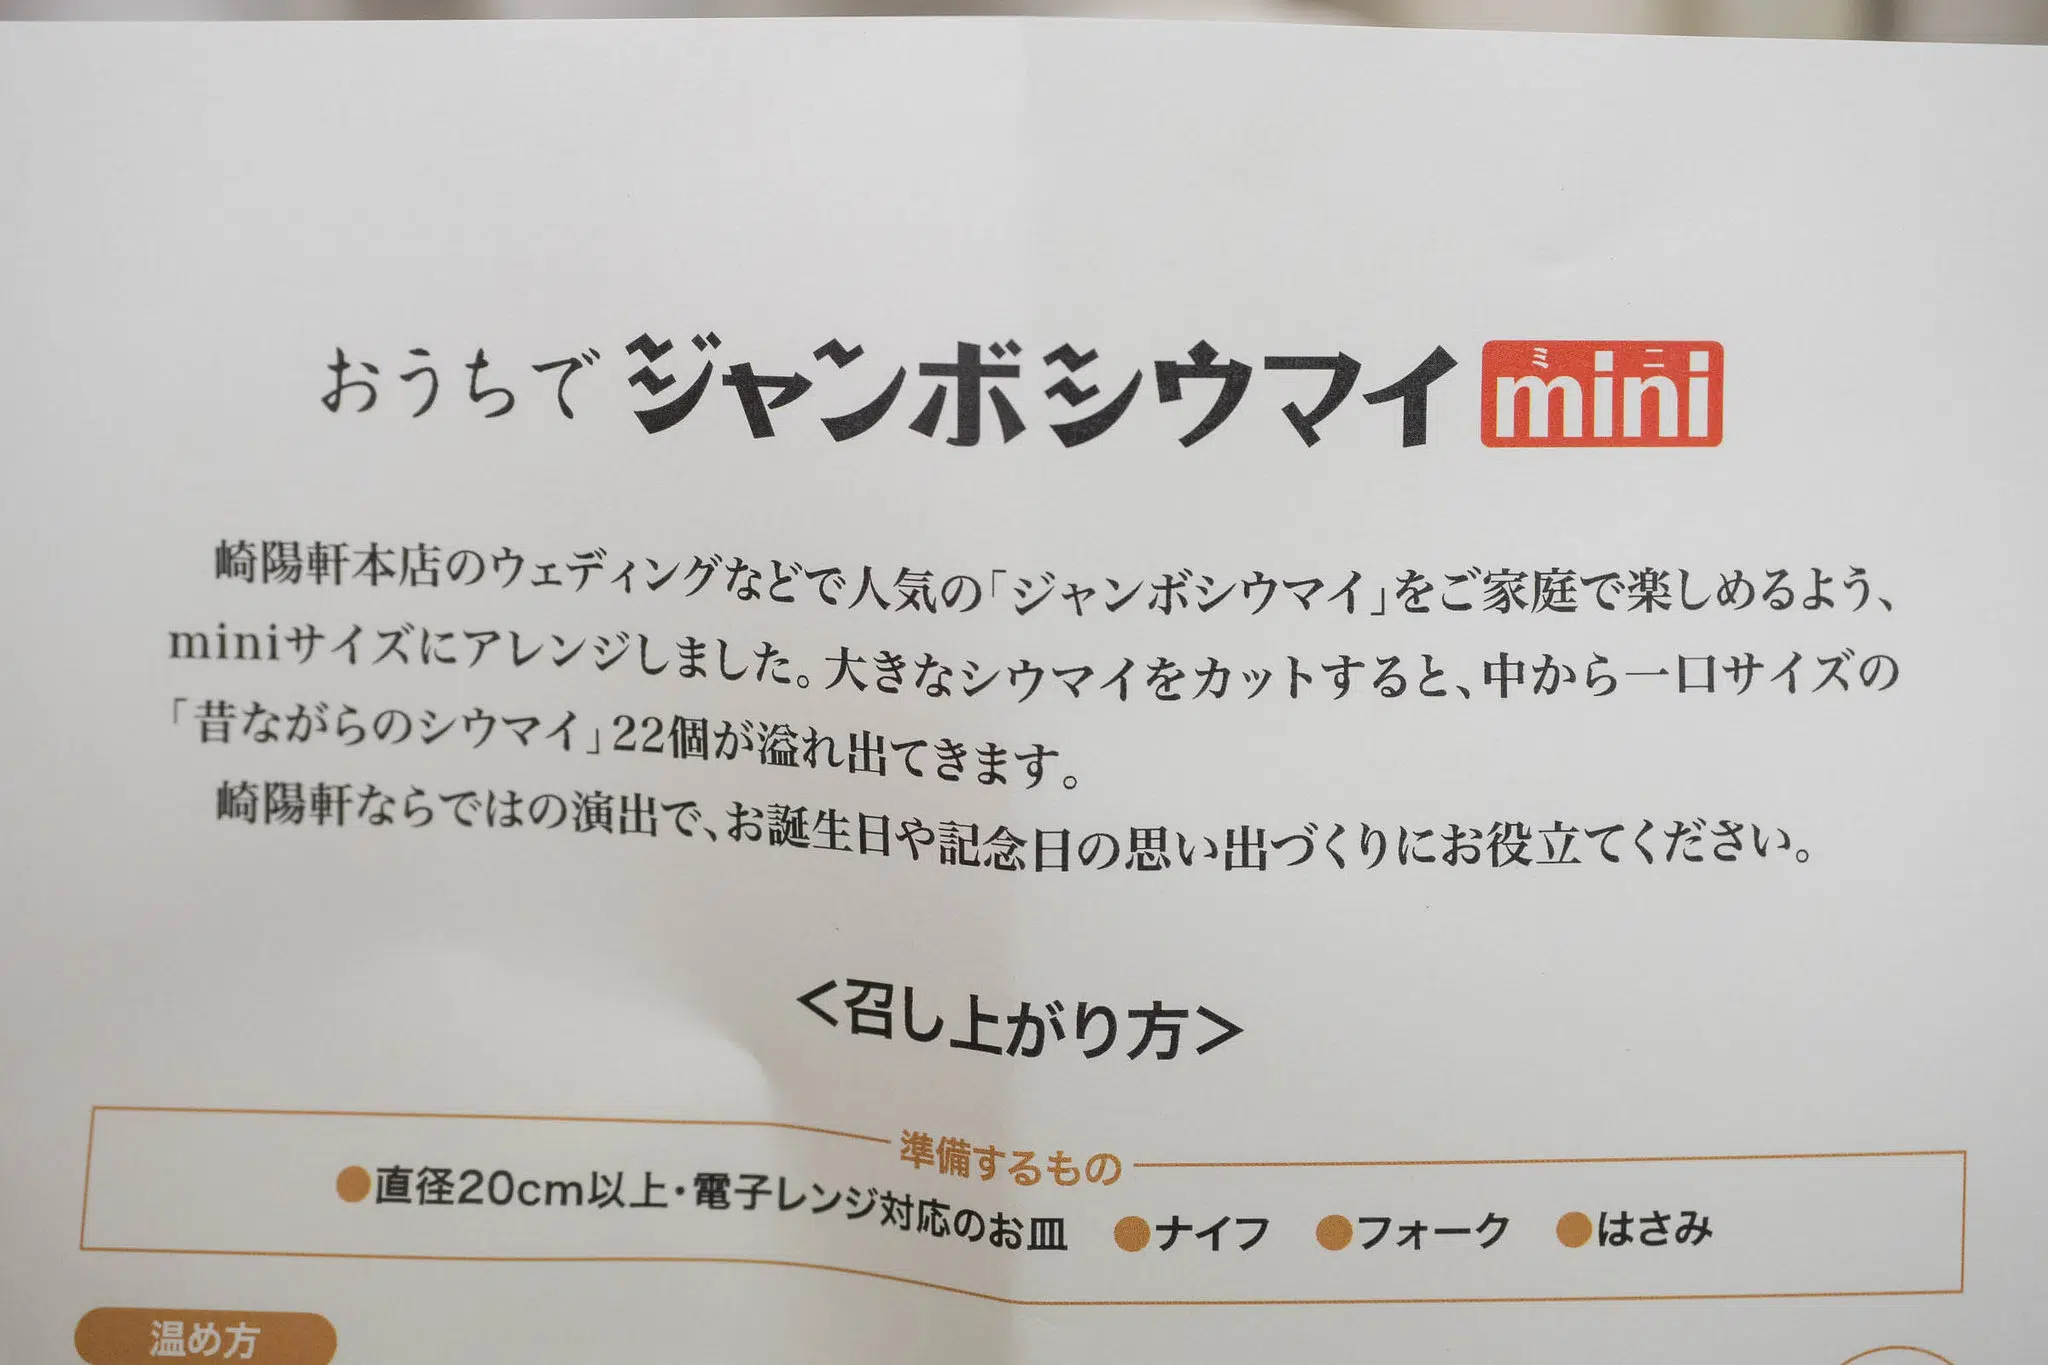 おうちで ジャンボシウマイ mini
ミニ
崎陽軒本店のウェディングなどで人気の「ジャンボシウマイ」をご家庭で楽しめるよう、
miniサイズにアレンジしました。大きなシウマイをカットすると、中から一口サイズの
「昔ながらのシウマイ」22個が溢れ出てきます。
崎陽軒ならではの演出で、お誕生日や記念日の思い出づくりにお役立てください。
＜召し上がり方＞
準備するもの
●直径20cm以上・電子レンジ対応のお皿 ●ナイフ ●フォーク ●はさみ
温め方